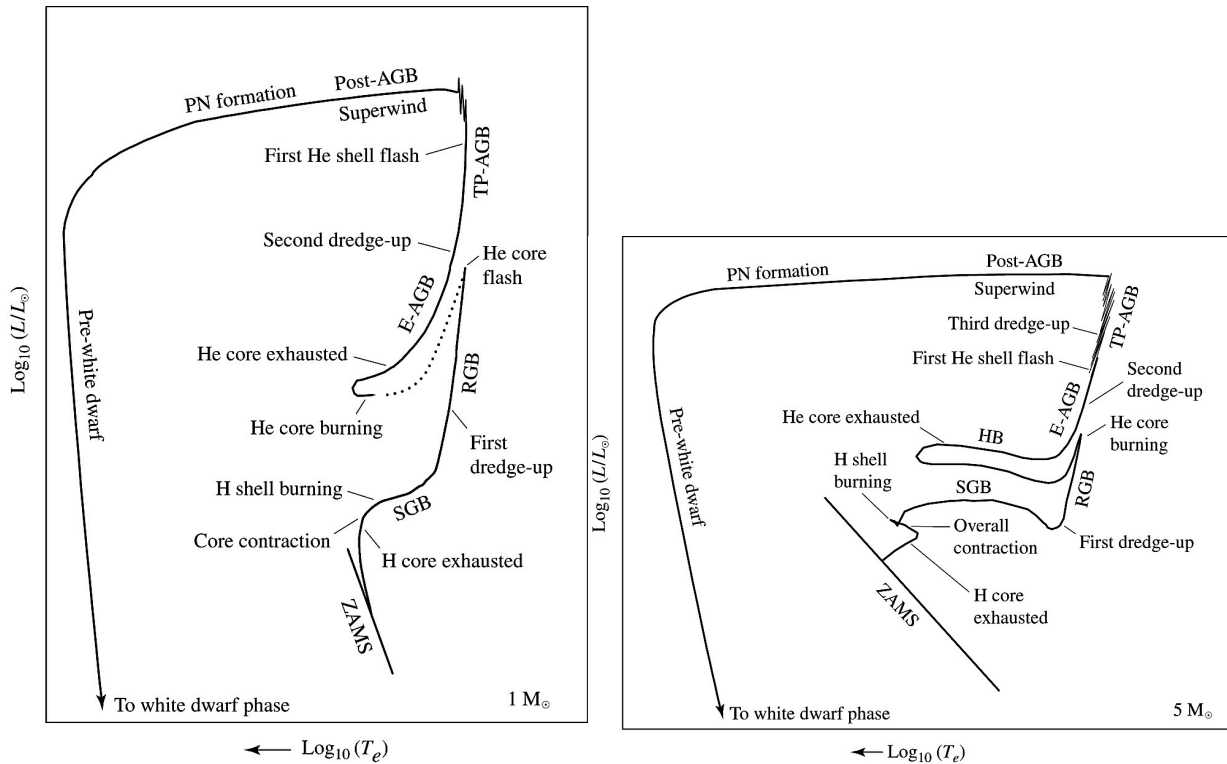 Post-AGB
PN formation
Superwind
First He shell flash
TP-AGB
Second dredge-up
He core
flash
E-AGB
He core exhausted
RGB
He core burning
First
dredge-up
H shell burning
SGB
Core contraction
H core exhausted
ZAMS
Pre-white dwarf
To white dwarf phase
1 M☉
Log10 (L/L☉)
Log10 (Te)
Post-AGB
PN formation
Superwind
Third dredge-up
TP-AGB
First He shell flash
Second
dredge-up
E-AGB
He core exhausted
HB
He core
burning
H shell
burning
SGB
RGB
Overall
contraction
First dredge-up
H core
exhausted
ZAMS
Pre-white dwarf
To white dwarf phase
5 M☉
Log10 (L/L☉)
Log10 (Te)